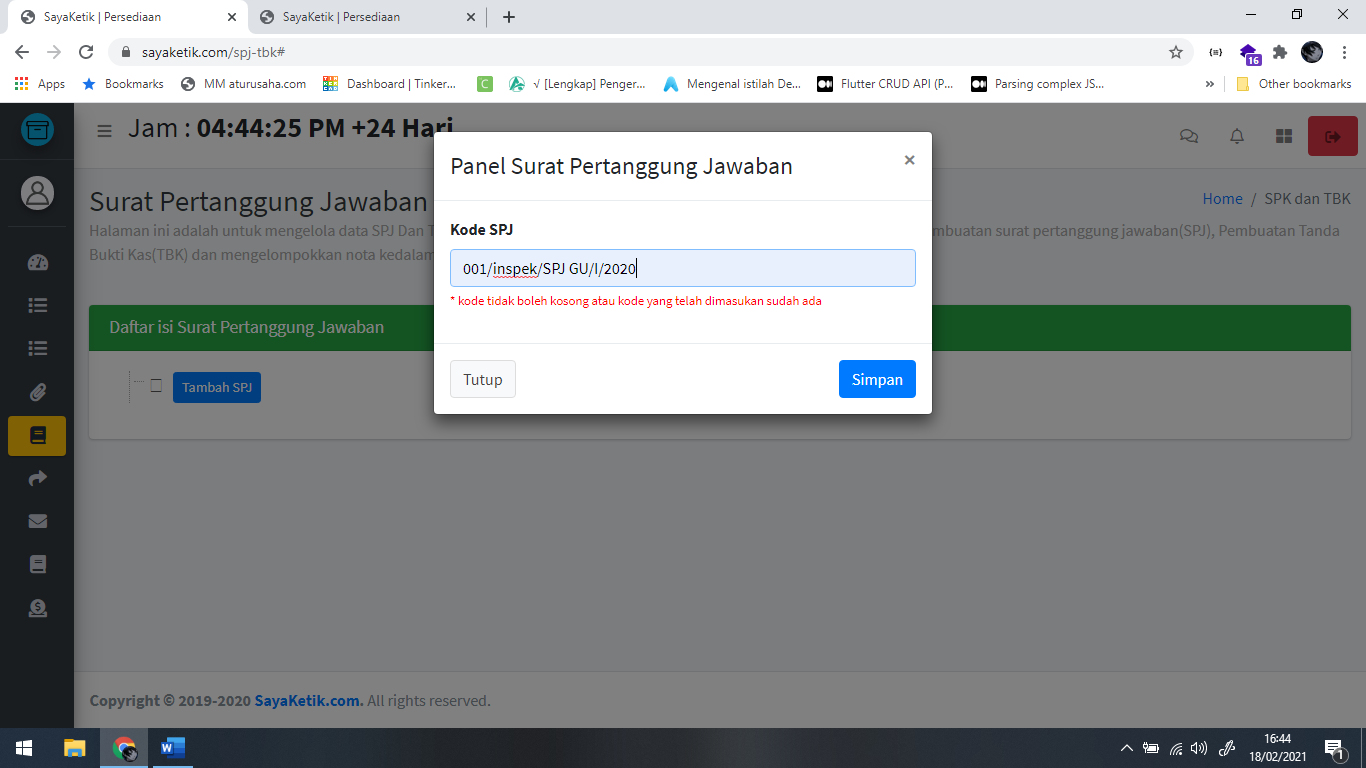 SayaKetik | Persediaan
SayaKetik | Persediaan
sayaketik.com/spj-tbk#
16
Apps
Bookmarks
MM aturusaha.com
Dashboard | Tinker...
C
√ [Lengkap] Penger...
Mengenal istilah De...
Flutter CRUD API (P...
Parsing complex JS...
Other bookmarks
Jam : 04:44:25 PM +24 Hari
Surat Pertanggung Jawaban
Home / SPK dan TBK
Halaman ini adalah untuk mengelola data SPJ Dan T
mbuatan surat pertanggung jawaban(SPJ), Pembuatan Tanda
Bukti Kas(TBK) dan mengelompokkan nota kedalam
Daftar isi Surat Pertanggung Jawaban
Tambah SPJ
Panel Surat Pertanggung Jawaban
×
Kode SPJ
001/inspek/SPJ GU/I/2020
* kode tidak boleh kosong atau kode yang telah dimasukan sudah ada
Tutup
Simpan
Copyright © 2019-2020 SayaKetik.com. All rights reserved.
16:44
18/02/2021
1